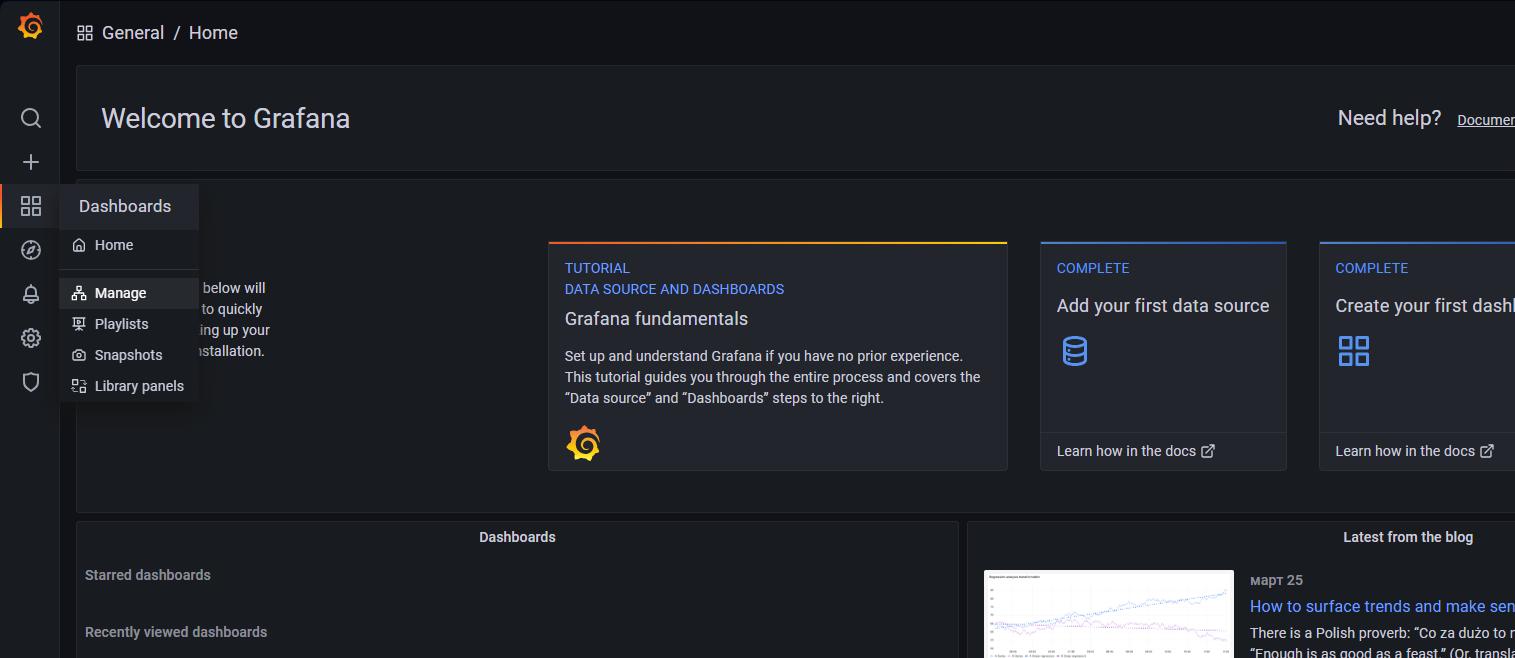 General / Home
Welcome to Grafana
Need help?
Documen
Dashboards
Home
Manage
Playlists
Snapshots
Library panels
below will
to quickly
ing up your
nstallation.
TUTORIAL
DATA SOURCE AND DASHBOARDS
Grafana fundamentals
Set up and understand Grafana if you have no prior experience.
This tutorial guides you through the entire process and covers the
“Data source” and “Dashboards” steps to the right.
COMPLETE
Add your first data source
Learn how in the docs
COMPLETE
Create your first dashl
Learn how in the docs
Dashboards
Starred dashboards
Recently viewed dashboards
Latest from the blog
Regression analysis transformation
март 25
How to surface trends and make sen
There is a Polish proverb: “Co za dużo to n
“Enough is as good as a feast.” (Or, transla